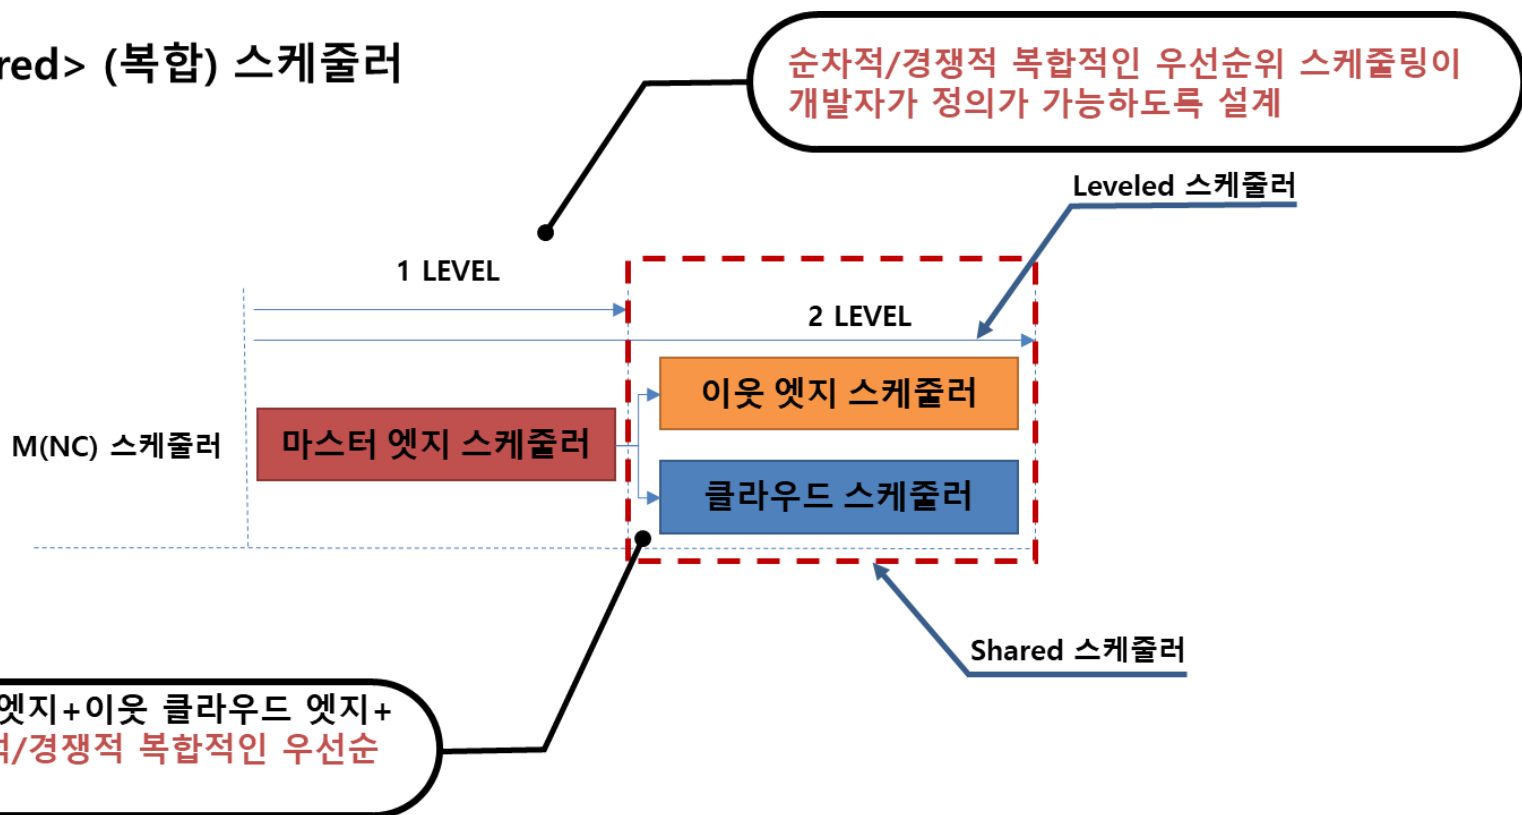 red> (복합) 스케줄러
순차적/경쟁적 복합적인 우선순위 스케줄링이
개발자가 정의가 가능하도록 설계
Leveled 스케줄러
1 LEVEL
2 LEVEL
이웃 엣지 스케줄러
M(NC) 스케줄러
마스터 엣지 스케줄러
클라우드 스케줄러
Shared 스케줄러
엣지+이웃 클라우드 엣지+
/경쟁적 복합적인 우선순